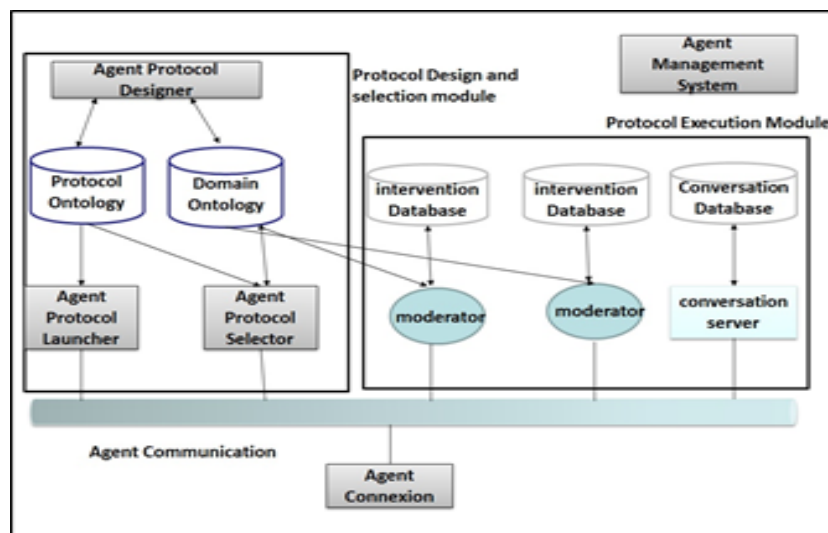 Agent Protocol
Designer
Protocol Design and
selection module
Agent
Management
System
Protocol Execution Module
Protocol
Ontology
Domain
Ontology
intervention
Database
intervention
Database
Conversation
Database
Agent
Protocol
Launcher
Agent
Protocol
Selector
moderator
moderator
conversation
server
Agent Communication
Agent
Connexion